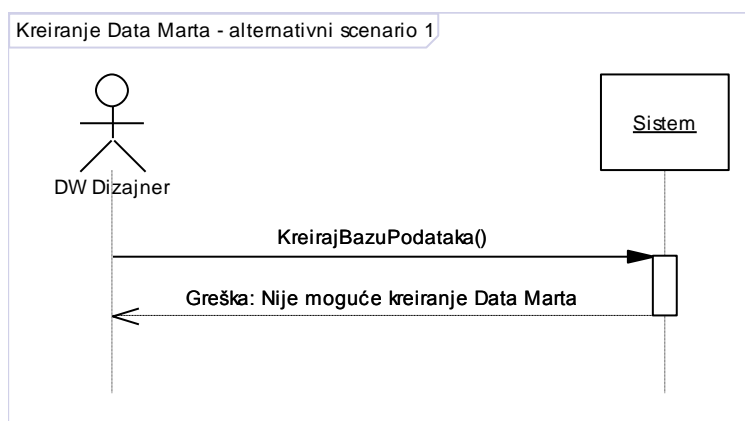 Kreiranje Data Marta - alternativni scenario 1
Sistem
DW Dizajner
KreirajBazuPodataka()
Greška: Nije moguće kreiranje Data Marta